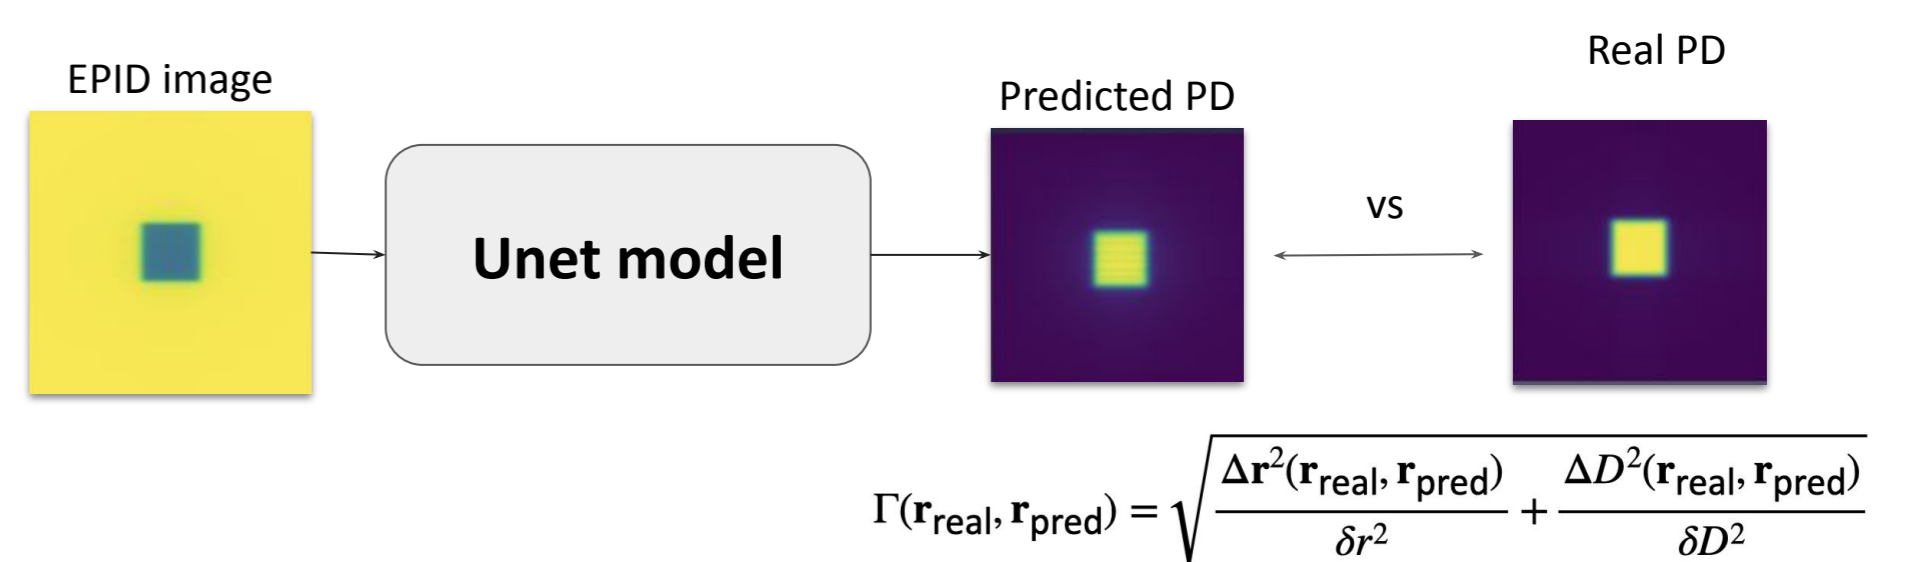 EPID image
Unet model
Predicted PD
vs
Real PD
Γ(r_real, r_pred) = √(Δr²(r_real, r_pred)/δr² + ΔD²(r_real, r_pred)/δD²)